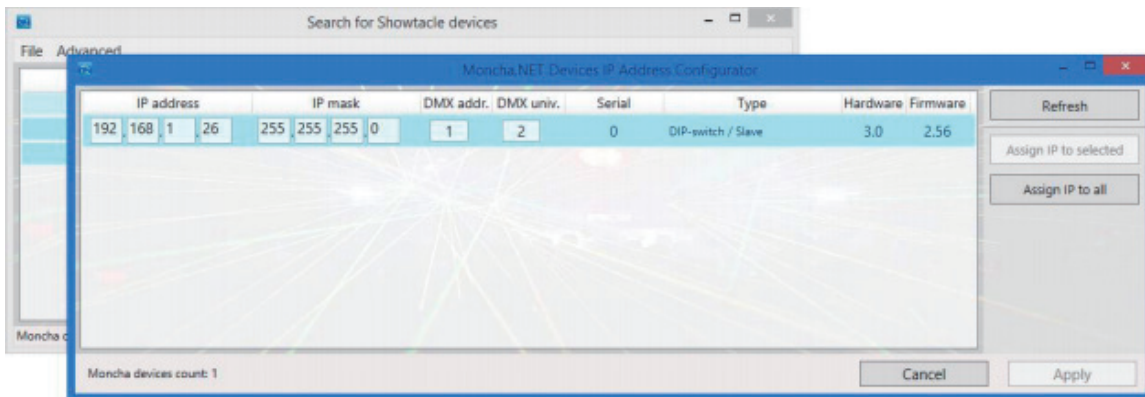 Search for Showtacle devices
File Advanced
Moncha.NET Devices IP Address Configurator
IP address IP mask DMX addr. DMX univ. Serial Type Hardware Firmware
192 . 168 . 1 . 26 255 . 255 . 255 . 0 1 2 0 DIP-switch / Slave 3.0 2.56
Refresh
Assign IP to selected
Assign IP to all
Moncha
Moncha devices count: 1
Cancel Apply